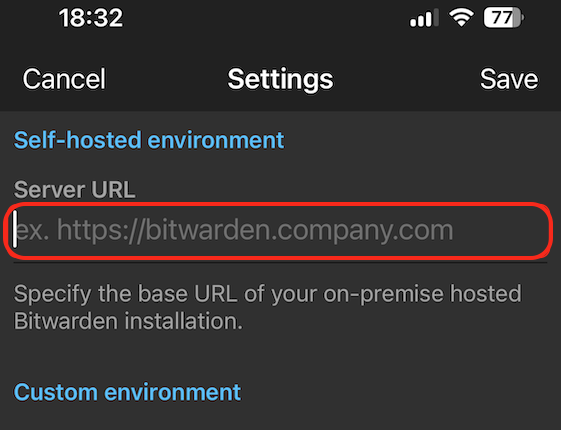 18:32
77
Cancel
Settings
Save
Self-hosted environment
Server URL
ex. https://bitwarden.company.com
Specify the base URL of your on-premise hosted
Bitwarden installation.
Custom environment